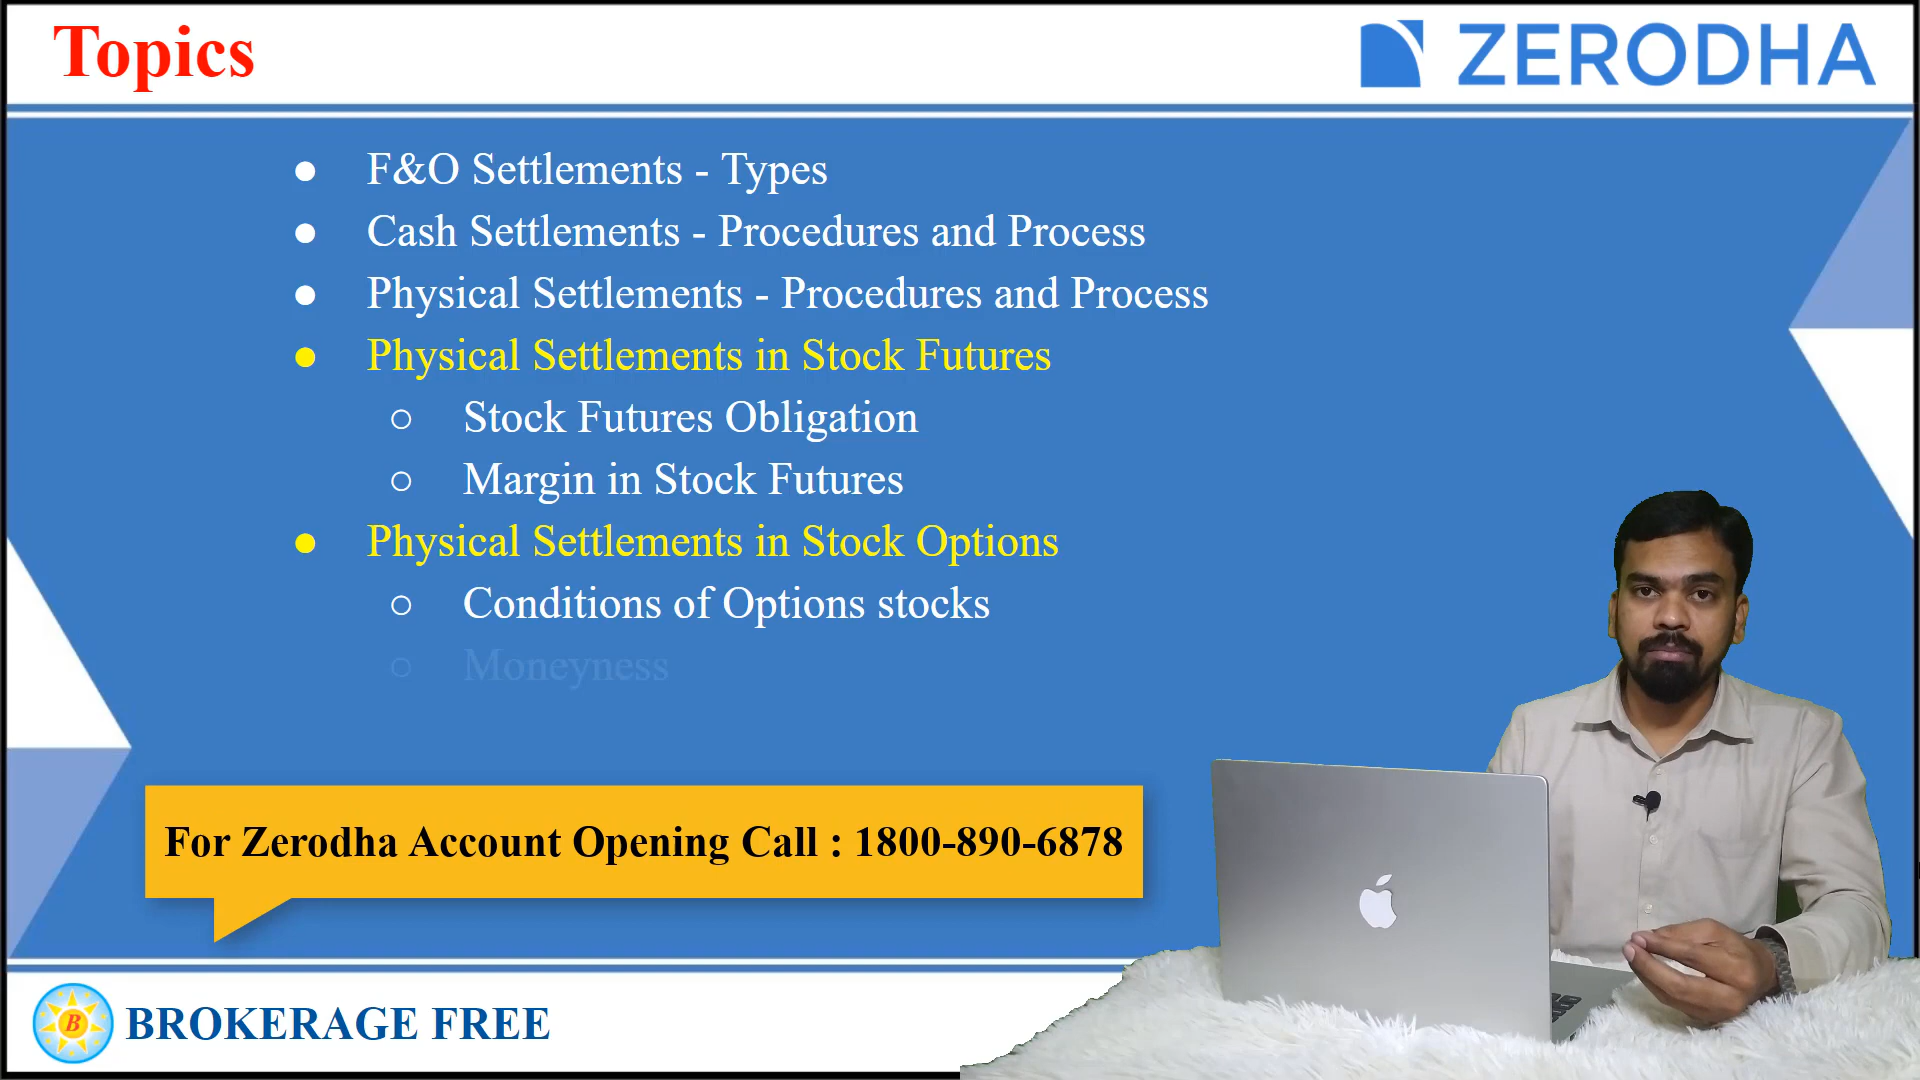 Topics
ZERODHA
● F&O Settlements - Types
● Cash Settlements - Procedures and Process
● Physical Settlements - Procedures and Process
● Physical Settlements in Stock Futures
○ Stock Futures Obligation
○ Margin in Stock Futures
● Physical Settlements in Stock Options
○ Conditions of Options stocks
○ Moneyness
For Zerodha Account Opening Call : 1800-890-6878
B
BROKERAGE FREE